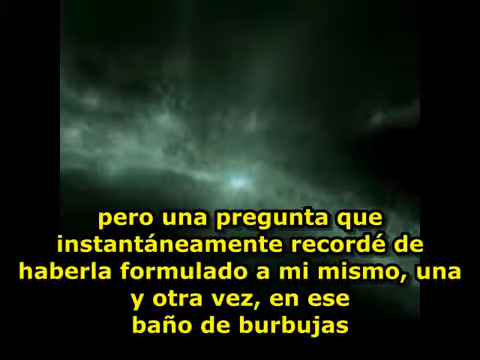 pero una pregunta que
instantáneamente recordé de
haberla formulado a mi mismo, una
y otra vez, en ese
baño de burbujas